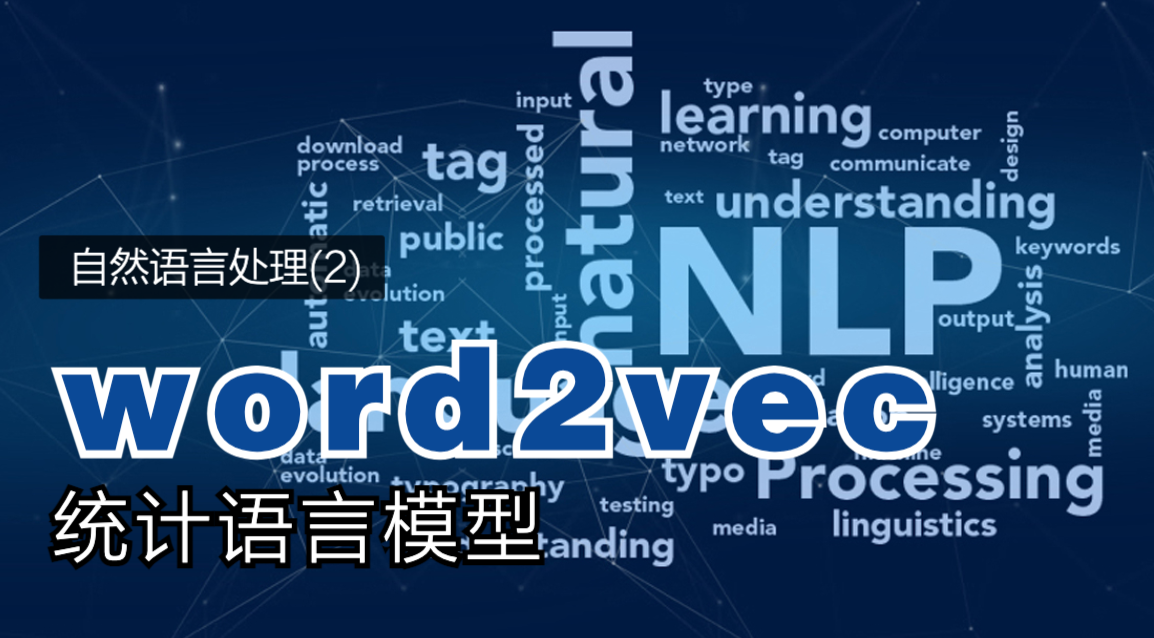 natural
input
type
learning
computer
design
network
tag
communicate
download
process
tag
processed
text
understanding
automatic
retrieval
public
NLP
keywords
自然语言处理(2)
data
evolution
analysis
output
input
text
human
word2vec
systems
media
data
evolution
typography
typo
Processing
统计语言模型
testing
media
linguistics